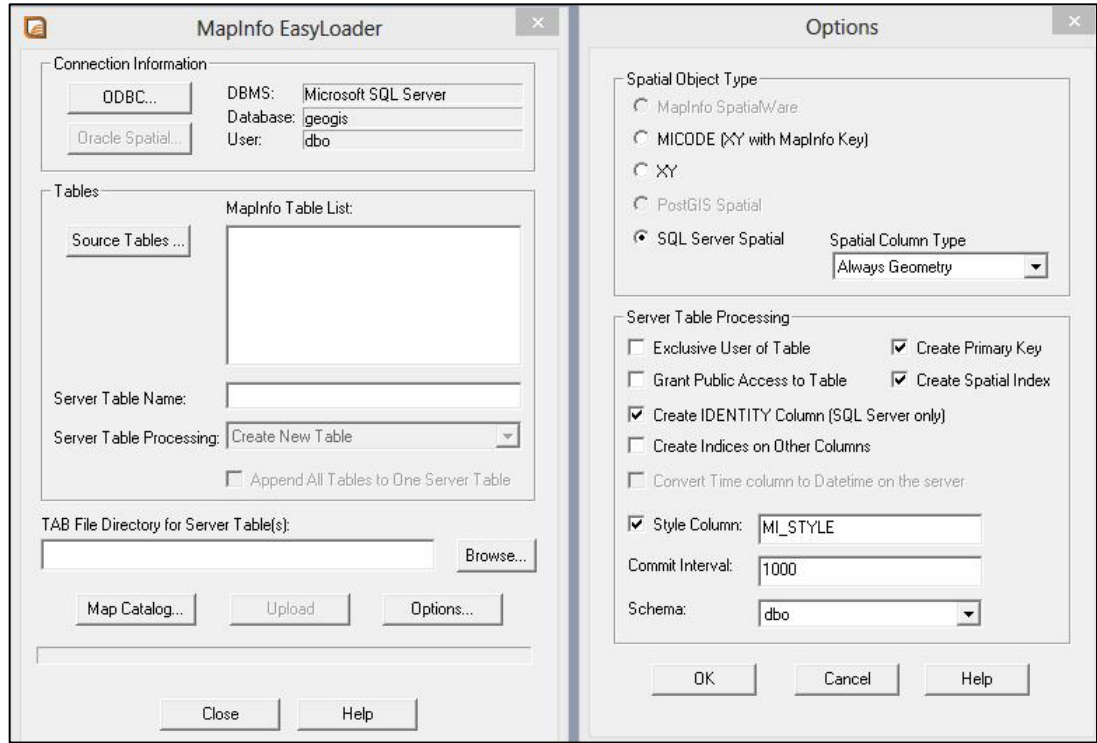 MapInfo EasyLoader
Connection Information
ODBC...
DBMS: Microsoft SQL Server
Database: geogis
Oracle Spatial...
User: dbo
Tables
MapInfo Table List:
Source Tables ...
Server Table Name:
Server Table Processing: Create New Table
Append All Tables to One Server Table
TAB File Directory for Server Table(s):
Browse...
Map Catalog... Upload Options...
Close Help
Options
Spatial Object Type
MapInfo SpatialWare
MICODE (XY with MapInfo Key)
XY
PostGIS Spatial
SQL Server Spatial Spatial Column Type
Always Geometry
Server Table Processing
Exclusive User of Table Create Primary Key
Grant Public Access to Table Create Spatial Index
Create IDENTITY Column (SQL Server only)
Create Indices on Other Columns
Convert Time column to Datetime on the server
Style Column: MI_STYLE
Commit Interval: 1000
Schema: dbo
OK Cancel Help